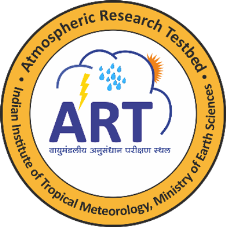 • Atmospheric Research Testbed •
ART
वायुमंडलीय अनुसंधान परीक्षण स्थल
Indian Institute of Tropical Meteorology, Ministry of Earth Sciences